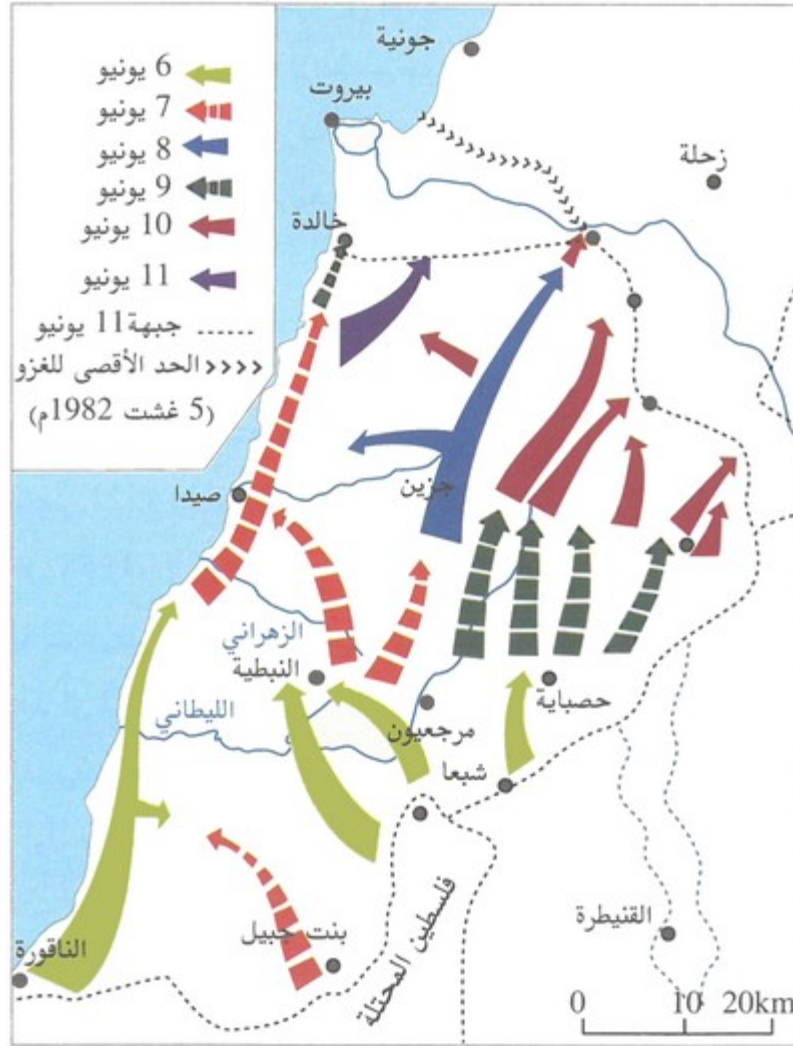 جونية
بيروت
زحلة
خالدة
6 يونيو
7 يونيو
8 يونيو
9 يونيو
10 يونيو
11 يونيو
جبهة11 يونيو
الحد الأقصى للغزو
(5 غشت 1982م)
صيدا
جزين
الزهراني
النبطية
الليطاني
مرجعيون
حصباية
شبعا
فلسطين المحتلة
القنيطرة
بنت جبيل
الناقورة
0 10 20km